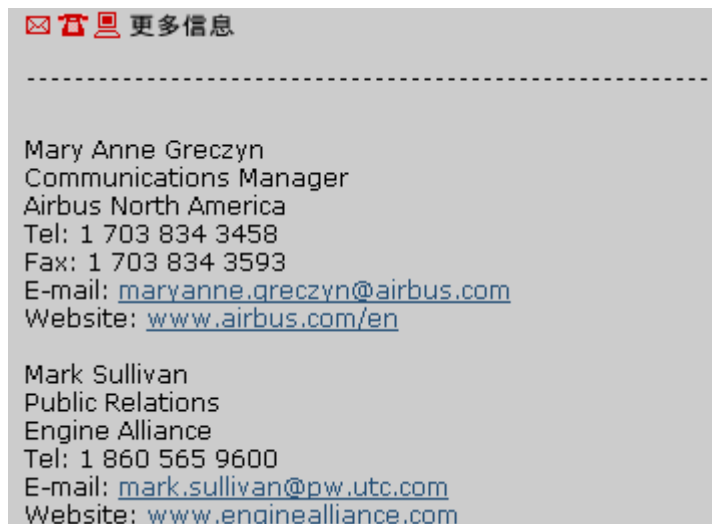 更多信息
--------------------------------------------------------
Mary Anne Greczyn
Communications Manager
Airbus North America
Tel: 1 703 834 3458
Fax: 1 703 834 3593
E-mail: maryanne.greczyn@airbus.com
Website: www.airbus.com/en
Mark Sullivan
Public Relations
Engine Alliance
Tel: 1 860 565 9600
E-mail: mark.sullivan@pw.utc.com
Website: www.enginealliance.com